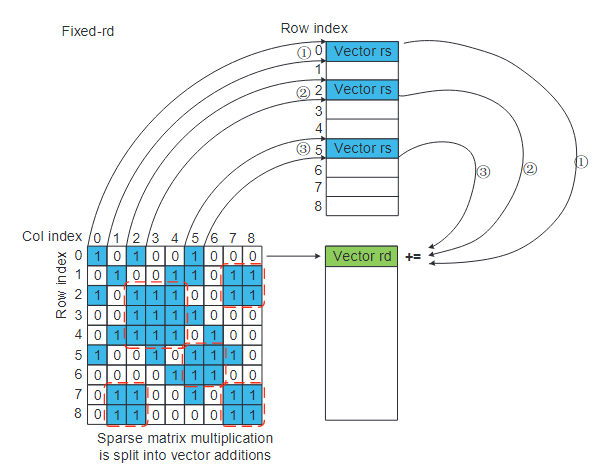 Fixed-rd
Row index
① 0 Vector rs
1
② 2 Vector rs
3
4
③ 5 Vector rs
6
7
8
①
②
③
Col index 0 1 2 3 4 5 6 7 8
Row index
0 1 0 1 0 0 1 0 0 0
1 0 1 0 0 1 1 0 1 1
2 1 0 1 1 1 0 0 1 1
3 0 0 1 1 1 1 0 0 0
4 0 1 1 1 1 0 1 0 0
5 1 0 0 1 0 1 1 1 0
6 0 0 0 0 1 1 1 0 0
7 0 1 1 0 0 1 0 1 1
8 0 1 1 0 0 0 0 1 1
Vector rd +=
Sparse matrix multiplication
is split into vector additions